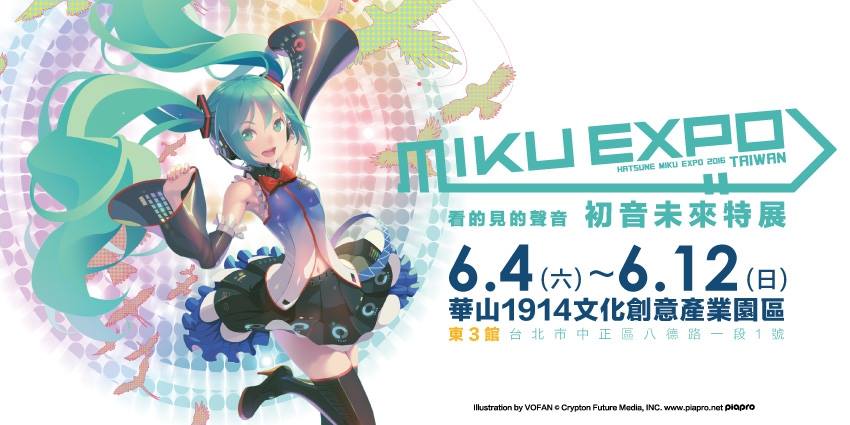 MIKU EXPO
HATSUNE MIKU EXPO 2016 TAIWAN
看的見的聲音 初音未來特展
6.4(六)~6.12(日)
華山1914文化創意產業園區
東3館 台北市中正區八德路一段1號
Illustration by VOFAN © Crypton Future Media, INC. www.piapro.net piapro